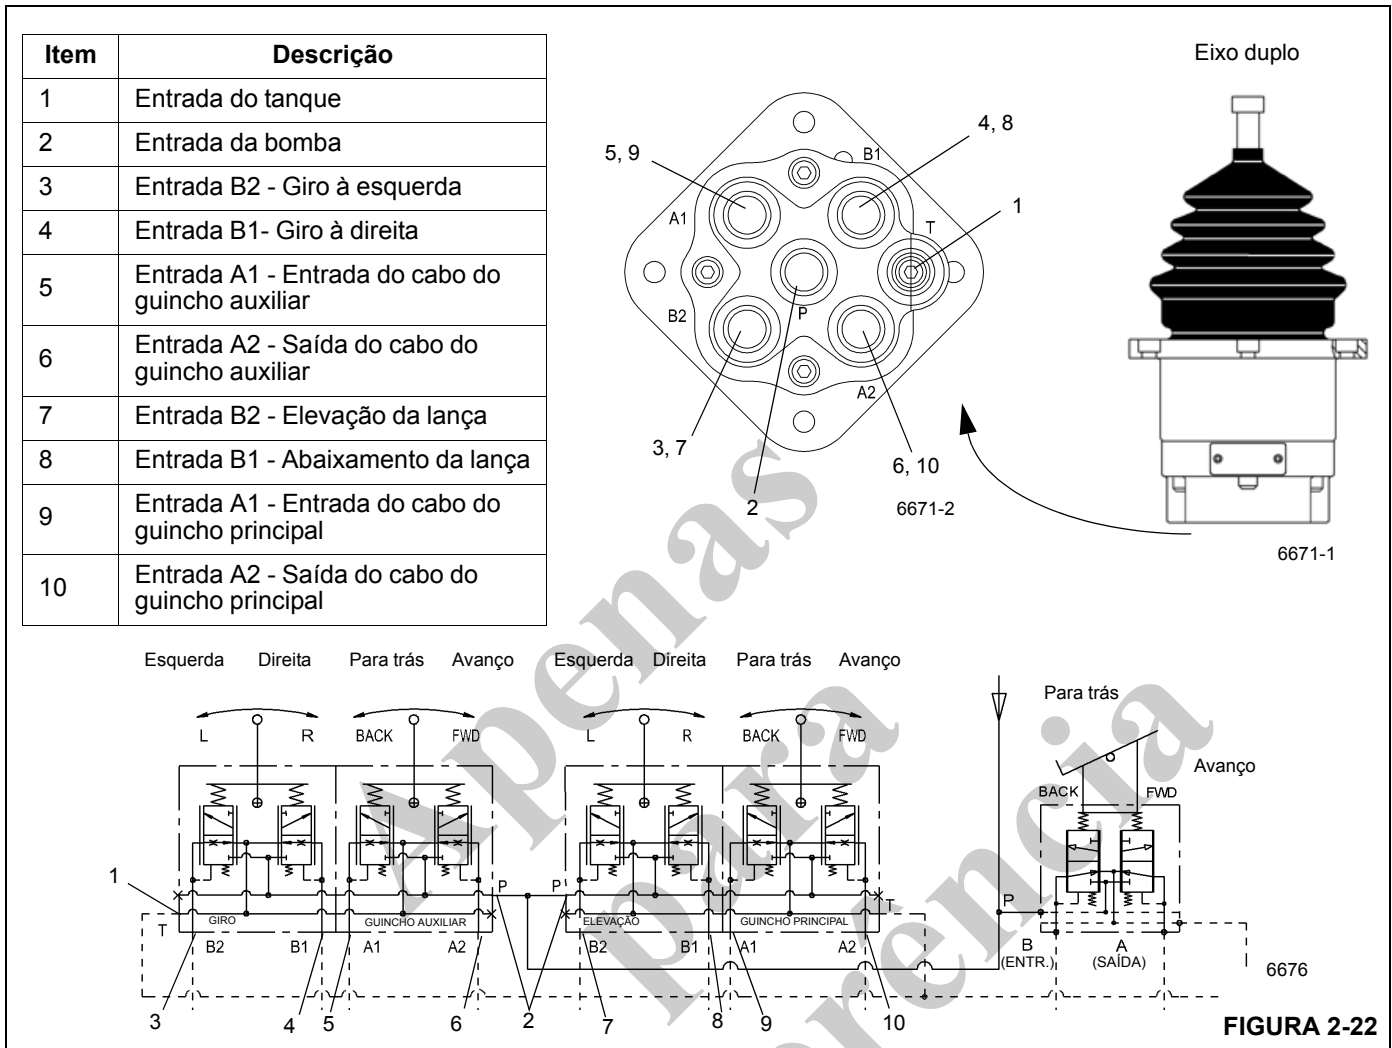 Item Descrição
1 Entrada do tanque
2 Entrada da bomba
3 Entrada B2 - Giro à esquerda
4 Entrada B1- Giro à direita
5 Entrada A1 - Entrada do cabo do
guincho auxiliar
6 Entrada A2 - Saída do cabo do
guincho auxiliar
7 Entrada B2 - Elevação da lança
8 Entrada B1 - Abaixamento da lança
9 Entrada A1 - Entrada do cabo do
guincho principal
10 Entrada A2 - Saída do cabo do
guincho principal
Eixo duplo
4, 8
5, 9
B1
1
A1
T
B2
P
A2
3, 7
6, 10
2
6671-2
6671-1
Esquerda Direita Para trás Avanço Esquerda Direita Para trás Avanço
Para trás
L R BACK FWD L R BACK FWD
Avanço
BACK FWD
1
P P T P
GIRO GUINCHO AUXILIAR ELEVAÇÃO GUINCHO PRINCIPAL
T B2 B1 A1 A2 B2 B1 A1 A2
B A
(ENTR.) (SAÍDA)
6676
3 4 5 6 2 7 8 9 10
FIGURA 2-22
Apenas
para